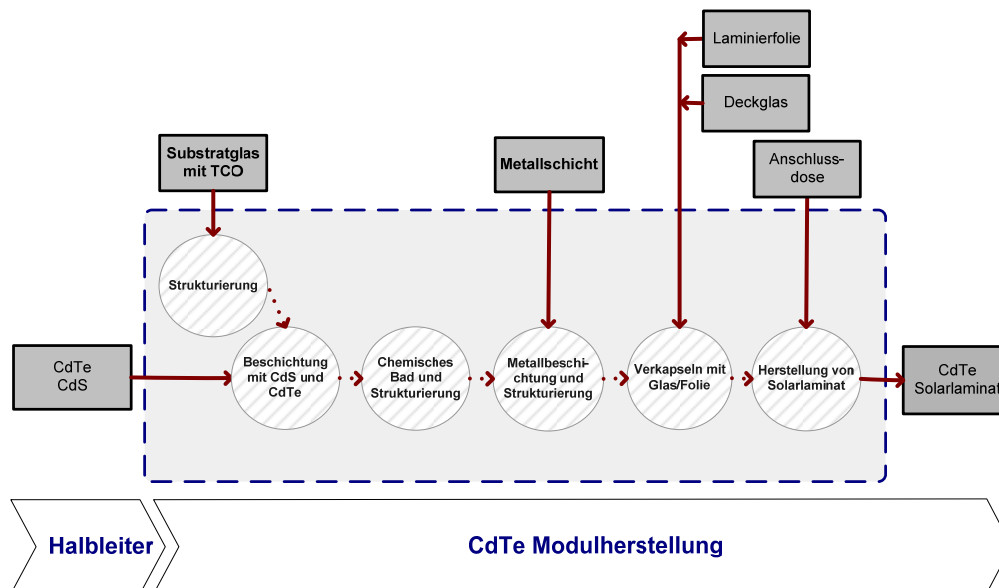 Laminierfolie
Deckglas
Substratglas
mit TCO
Metallschicht
Anschluss-
dose
Strukturierung
CdTe
CdS
Beschichtung
mit CdS und
CdTe
Chemisches
Bad und
Strukturierung
Metallbeschi-
chtung und
Strukturierung
Verkapseln mit
Glas/Folie
Herstellung von
Solarlaminat
CdTe
Solarlaminat
Halbleiter
CdTe Modulherstellung